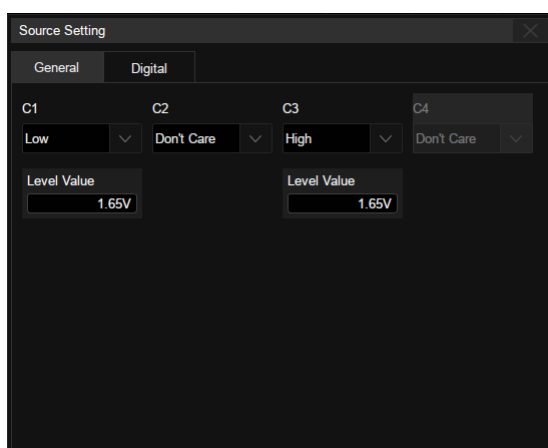 Source Setting
General Digital
C1 C2 C3 C4
Low Don't Care High Don't Care
Level Value Level Value
1.65V 1.65V